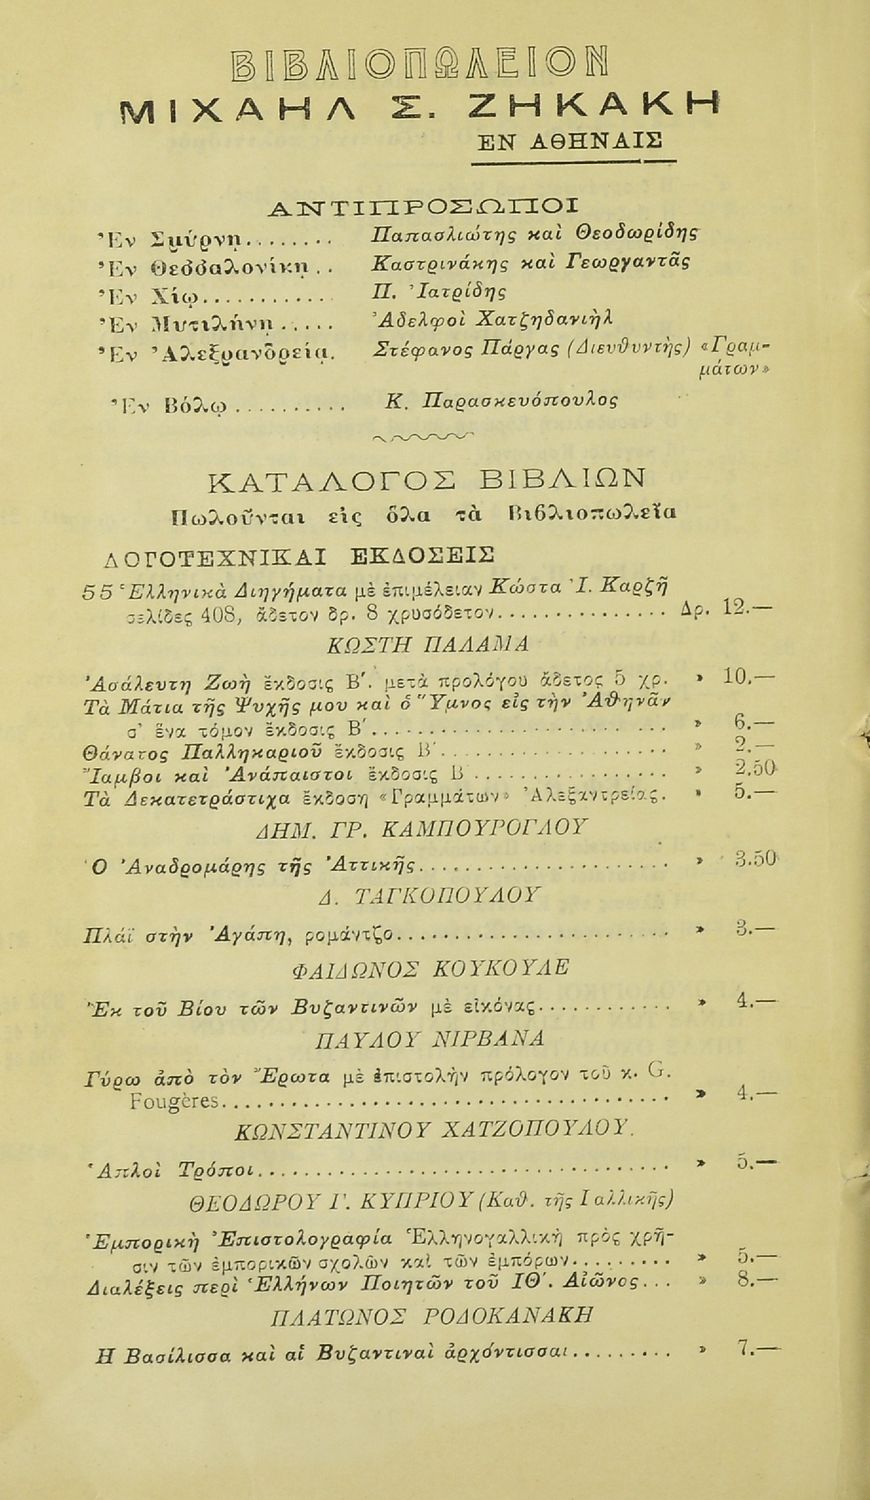 ΒΙΒΛΙΟΠΩΛΕΙΟΝ
ΜΙΧΑΗΛ Σ. ΖΗΚΑΚΗ
ΕΝ ΑΘΗΝΑΙΣ
ΑΝΤΙΠΡΟΣΩΠΟΙ
Ἐν Σμύρνῃ........ Παπασλιώτης καὶ Θεοδωρίδης
Ἐν Θεσσαλονίκῃ.. Καστρινάκης καὶ Γεωργαντᾶς
Ἐν Χίῳ............ Π. Ἰατρίδης
Ἐν Μυτιλήνῃ..... Ἀδελφοὶ Χατζηδανιὴλ
Ἐν Ἀλεξρανδρείᾳ. Στέφανος Πάργας (Διευθυντὴς) «Γραμ-
μάτων»
Ἐν Βόλῳ.......... Κ. Παρασκευόπουλος
ΚΑΤΑΛΟΓΟΣ ΒΙΒΛΙΩΝ
Πωλοῦνται εἰς ὅλα τὰ Βιβλιοπωλεῖα
ΛΟΓΟΤΕΧΝΙΚΑΙ ΕΚΔΟΣΕΙΣ
55 Ἑλληνικὰ Διηγήματα μὲ ἐπιμέλειαν Κώστα Ἰ. Καρζῆ
σελίδες 408, ἄδετον δρ. 8 χρυσόδετον................ Δρ. 12.—
ΚΩΣΤΗ ΠΑΛΑΜΑ
Ἀσάλευτη Ζωὴ ἔκδοσις Β΄. μετὰ προλόγου ἄδετος 5 χρ. » 10.—
Τὰ Μάτια τῆς Ψυχῆς μου καὶ ὁ Ὕμνος εἰς τὴν Ἀθηνᾶν
σ' ἕνα τόμον ἔκδοσις Β΄........................ » 6.—
Θάνατος Παλληκαριοῦ ἔκδοσις Β΄.................. » 2.—
Ἴαμβοι καὶ Ἀνάπαιστοι ἔκδοσις Β................ » 2.50
Τὰ Δεκατετράστιχα ἔκδοση «Γραμμάτων» Ἀλεξαντρείας. » 5.—
ΔΗΜ. ΓΡ. ΚΑΜΠΟΥΡΟΓΛΟΥ
Ὁ Ἀναδρομάρης τῆς Ἀττικῆς...................... » 3.50
Δ. ΤΑΓΚΟΠΟΥΛΟΥ
Πλάϊ στὴν Ἀγάπη, ρομάντζο........................ » 3.—
ΦΑΙΔΩΝΟΣ ΚΟΥΚΟΥΛΕ
Ἐκ τοῦ Βίου τῶν Βυζαντινῶν μὲ εἰκόνας............ » 4.—
ΠΑΥΛΟΥ ΝΙΡΒΑΝΑ
Γύρω ἀπὸ τὸν Ἔρωτα μὲ ἐπιστολὴν πρόλογον τοῦ κ. G.
Fougères...................................... » 4.—
ΚΩΝΣΤΑΝΤΙΝΟΥ ΧΑΤΖΟΠΟΥΛΟΥ.
Ἁπλοὶ Τρόποι.................................... » 5.—
ΘΕΟΔΩΡΟΥ Γ. ΚΥΠΡΙΟΥ (Καθ. τῆς Γαλλικῆς)
Ἐμπορικὴ Ἐπιστολογραφία Ἑλληνογαλλικὴ πρὸς χρῆ-
σιν τῶν ἐμπορικῶν σχολῶν καὶ τῶν ἐμπόρων......... » 5.—
Διαλέξεις περὶ Ἑλλήνων Ποιητῶν τοῦ ΙΘ΄. Αἰῶνος... » 8.—
ΠΛΑΤΩΝΟΣ ΡΟΔΟΚΑΝΑΚΗ
Η Βασίλισσα καὶ αἱ Βυζαντιναὶ ἀρχόντισσαι......... » 7.—